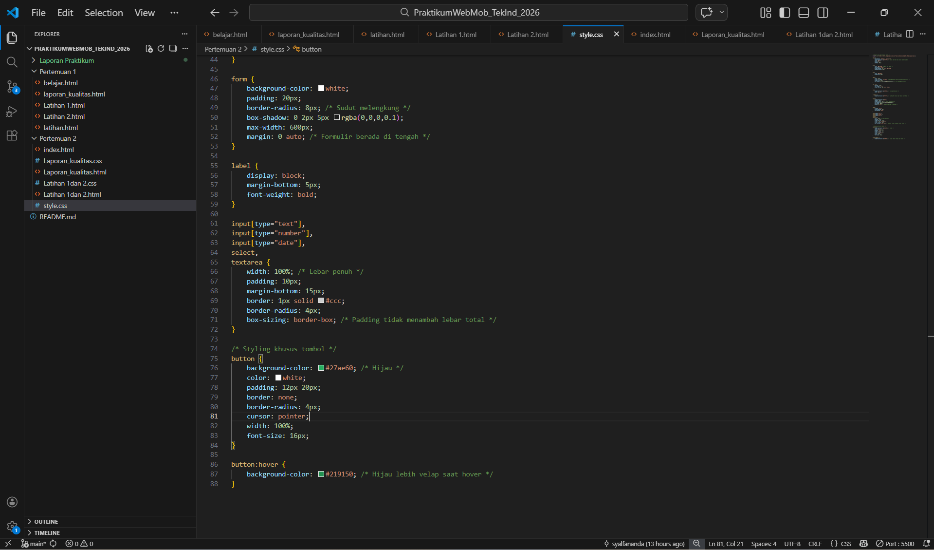 File Edit Selection View ··· PraktikumWebMob_TekInd_2026
EXPLORER ···
belajar.html laporan_kualitas.html latihan.html Latihan 1.html Latihan 2.html style.css index.html Laporan_kualitas.html Latihan 1dan 2.html Latiha
Pertemuan 2 > style.css > button
PRAKTIKUMWEBMOB_TEKIND_2026
Laporan Praktikum
Pertemuan 1
belajar.html
laporan_kualitas.html
Latihan 1.html
Latihan 2.html
latihan.html
Pertemuan 2
index.html
Laporan_kualitas.css
Laporan_kualitas.html
Latihan 1dan 2.css
Latihan 1dan 2.html
style.css
README.md
OUTLINE
TIMELINE
44 }
45
46 form {
47 background-color: white;
48 padding: 20px;
49 border-radius: 8px; /* Sudut melengkung */
50 box-shadow: 0 2px 5px rgba(0,0,0,0.1);
51 max-width: 600px;
52 margin: 0 auto; /* Formulir berada di tengah */
53 }
54
55 label {
56 display: block;
57 margin-bottom: 5px;
58 font-weight: bold;
59 }
60
61 input[type="text"],
62 input[type="number"],
63 input[type="date"],
64 select,
65 textarea {
66 width: 100%; /* Lebar penuh */
67 padding: 10px;
68 margin-bottom: 15px;
69 border: 1px solid #ccc;
70 border-radius: 4px;
71 box-sizing: border-box; /* Padding tidak menambah lebar total */
72 }
73
74 /* Styling khusus tombol */
75 button {
76 background-color: #27ae60; /* Hijau */
77 color: white;
78 padding: 12px 20px;
79 border: none;
80 border-radius: 4px;
81 cursor: pointer;
82 width: 100%;
83 font-size: 16px;
84 }
85
86 button:hover {
87 background-color: #219150; /* Hijau lebih velap saat hover */
88 }
main* 0 0 syalfananda (13 hours ago) Ln 81, Col 21 Spaces: 4 UTF-8 CRLF {} CSS Port : 5500